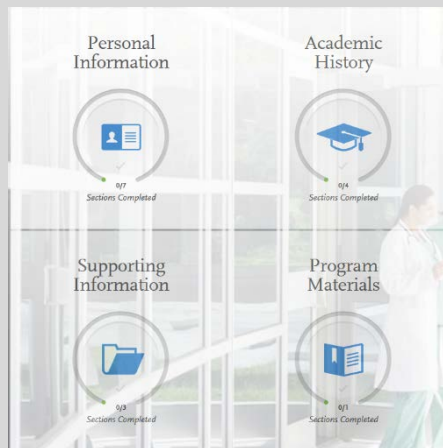 Personal
Information
Academic
History
0/7
Sections Completed
0/4
Sections Completed
Supporting
Information
Program
Materials
0/3
Sections Completed
0/1
Sections Completed